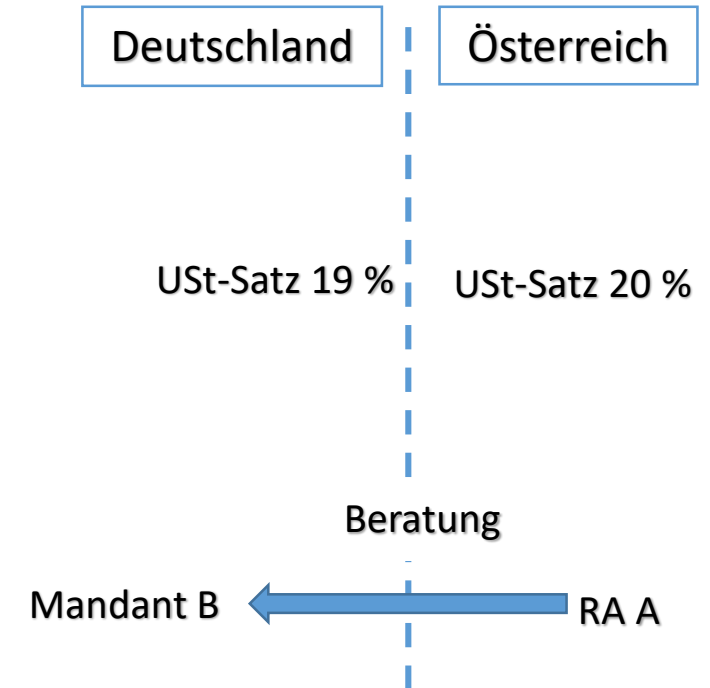 Deutschland
Österreich
USt-Satz 19 %
USt-Satz 20 %
Beratung
Mandant B
RA A